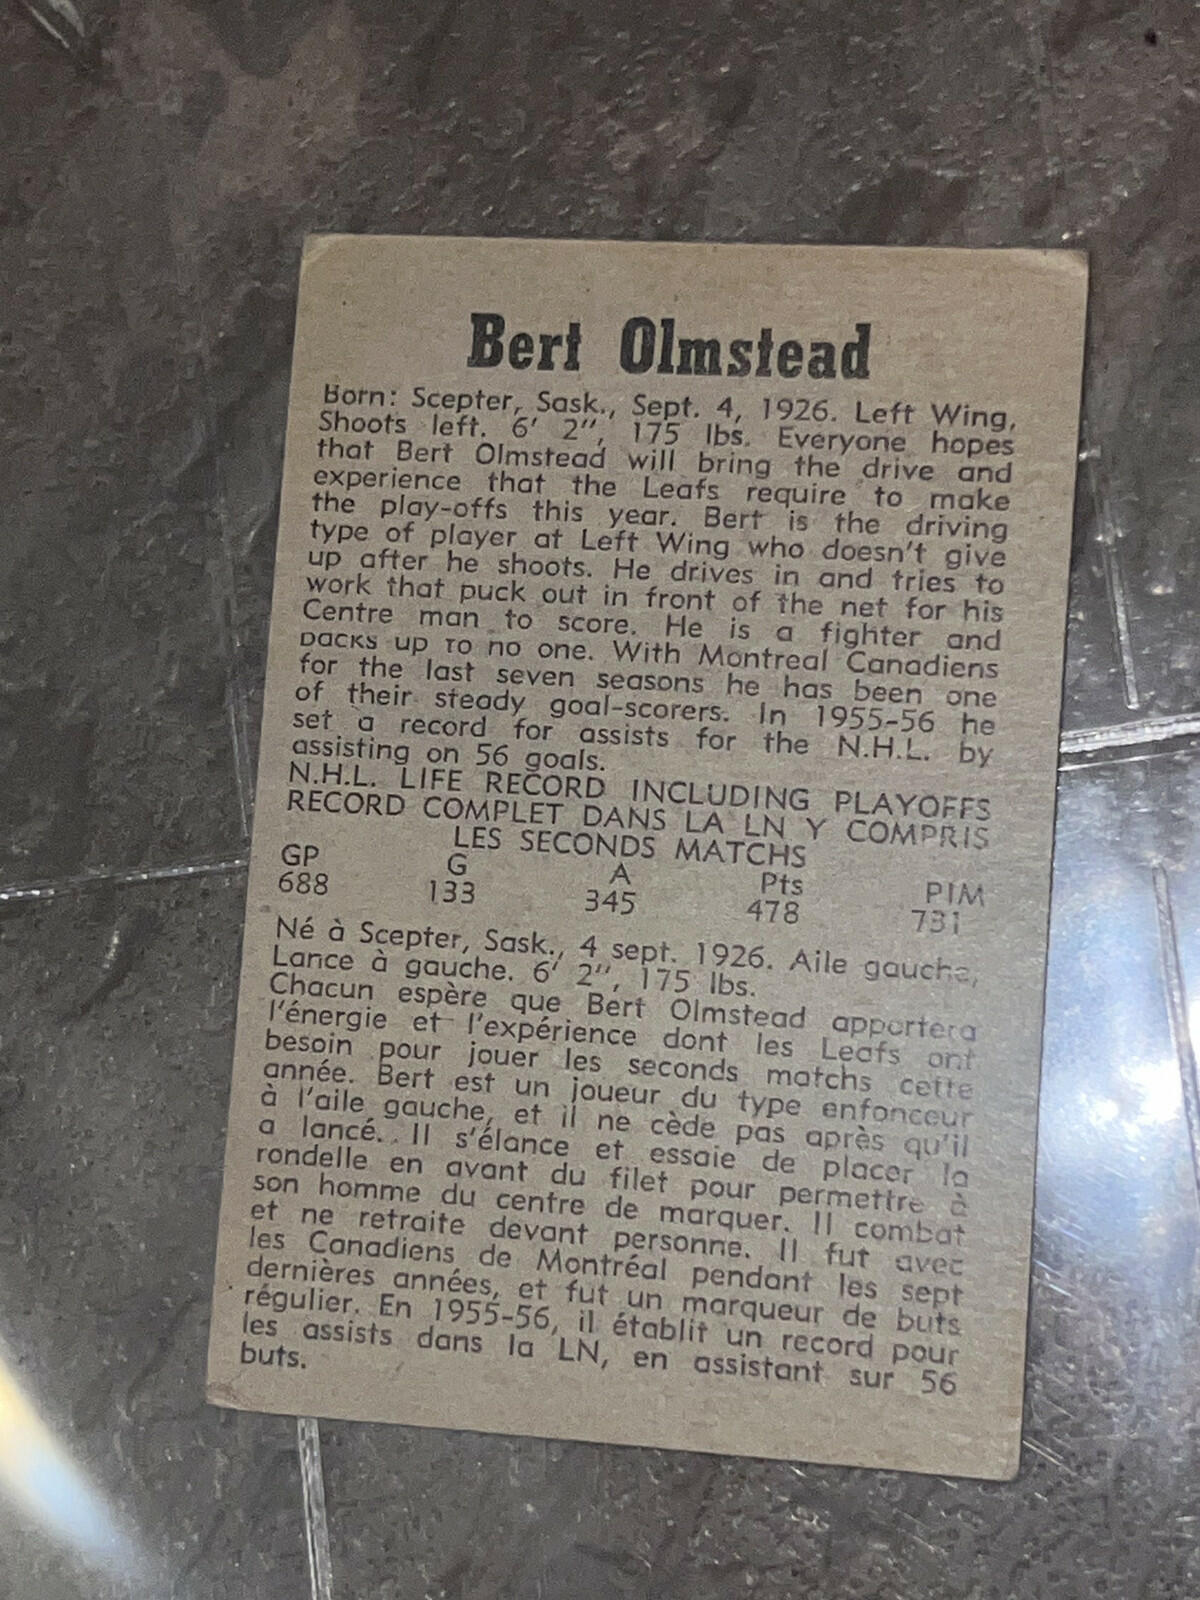 Bert Olmstead
Born: Scepter, Sask., Sept. 4, 1926. Left Wing,
Shoots left. 6' 2", 175 lbs. Everyone hopes
that Bert Olmstead will bring the drive and
experience that the Leafs require to make
the play-offs this year. Bert is the driving
type of player at Left Wing who doesn't give
up after he shoots. He drives in and tries to
work that puck out in front of the net for his
Centre man to score. He is a fighter and
backs up to no one. With Montreal Canadiens
for the last seven seasons he has been one
of their steady goal-scorers. In 1955-56 he
set a record for assists for the N.H.L. by
assisting on 56 goals.
N.H.L. LIFE RECORD INCLUDING PLAYOFFS
RECORD COMPLET DANS LA LN Y COMPRIS
LES SECONDS MATCHS
GP G A Pts PIM
688 133 345 478 731
Né à Scepter, Sask., 4 sept. 1926. Aile gauche,
Lance à gauche. 6' 2", 175 lbs.
Chacun espère que Bert Olmstead apportera
l'énergie et l'expérience dont les Leafs ont
besoin pour jouer les seconds matchs cette
année. Bert est un joueur du type enfonceur
à l'aile gauche, et il ne cède pas après qu'il
a lancé. Il s'élance et essaie de placer la
rondelle en avant du filet pour permettre à
son homme du centre de marquer. Il combat
et ne retraite devant personne. Il fut avec
les Canadiens de Montréal pendant les sept
dernières années, et fut un marqueur de buts
régulier. En 1955-56, il établit un record pour
les assists dans la LN, en assistant sur 56
buts.